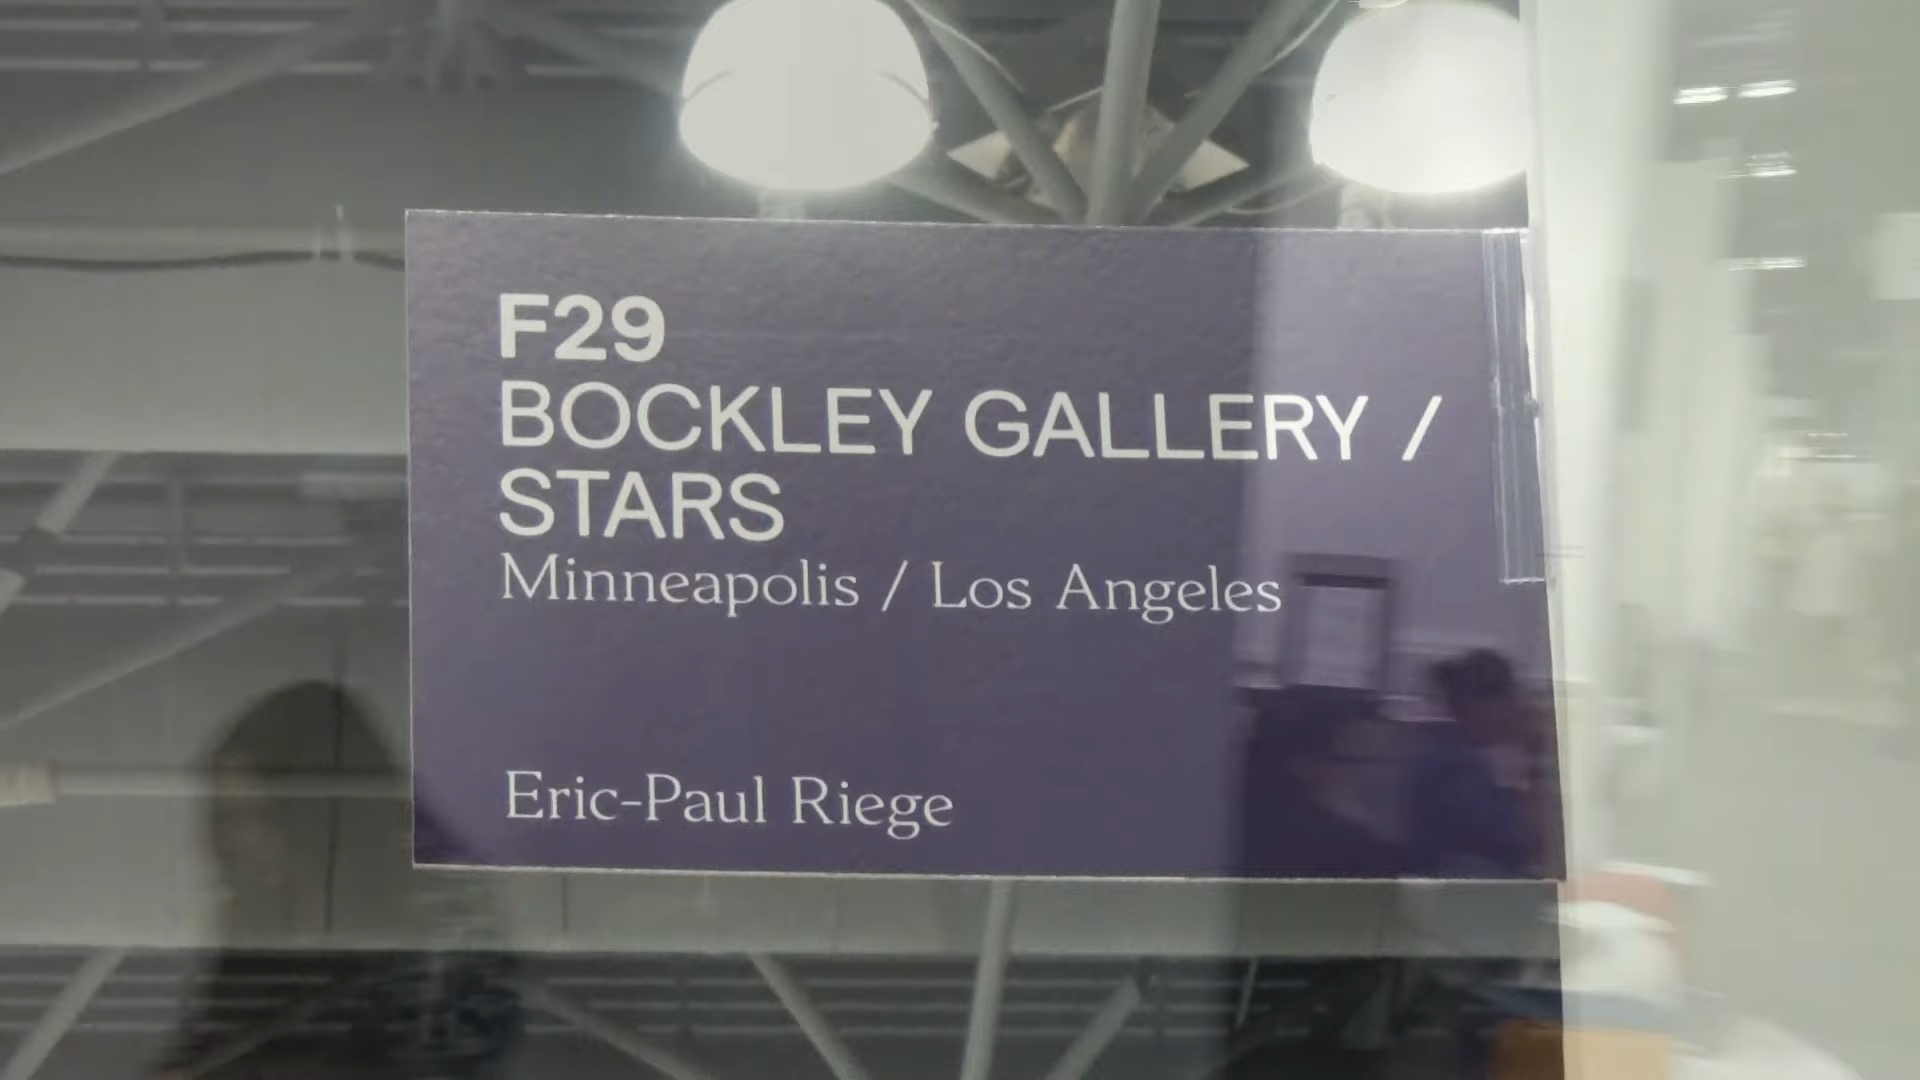 F29
BOCKLEY GALLERY /
STARS
Minneapolis / Los Angeles
Eric-Paul Riege